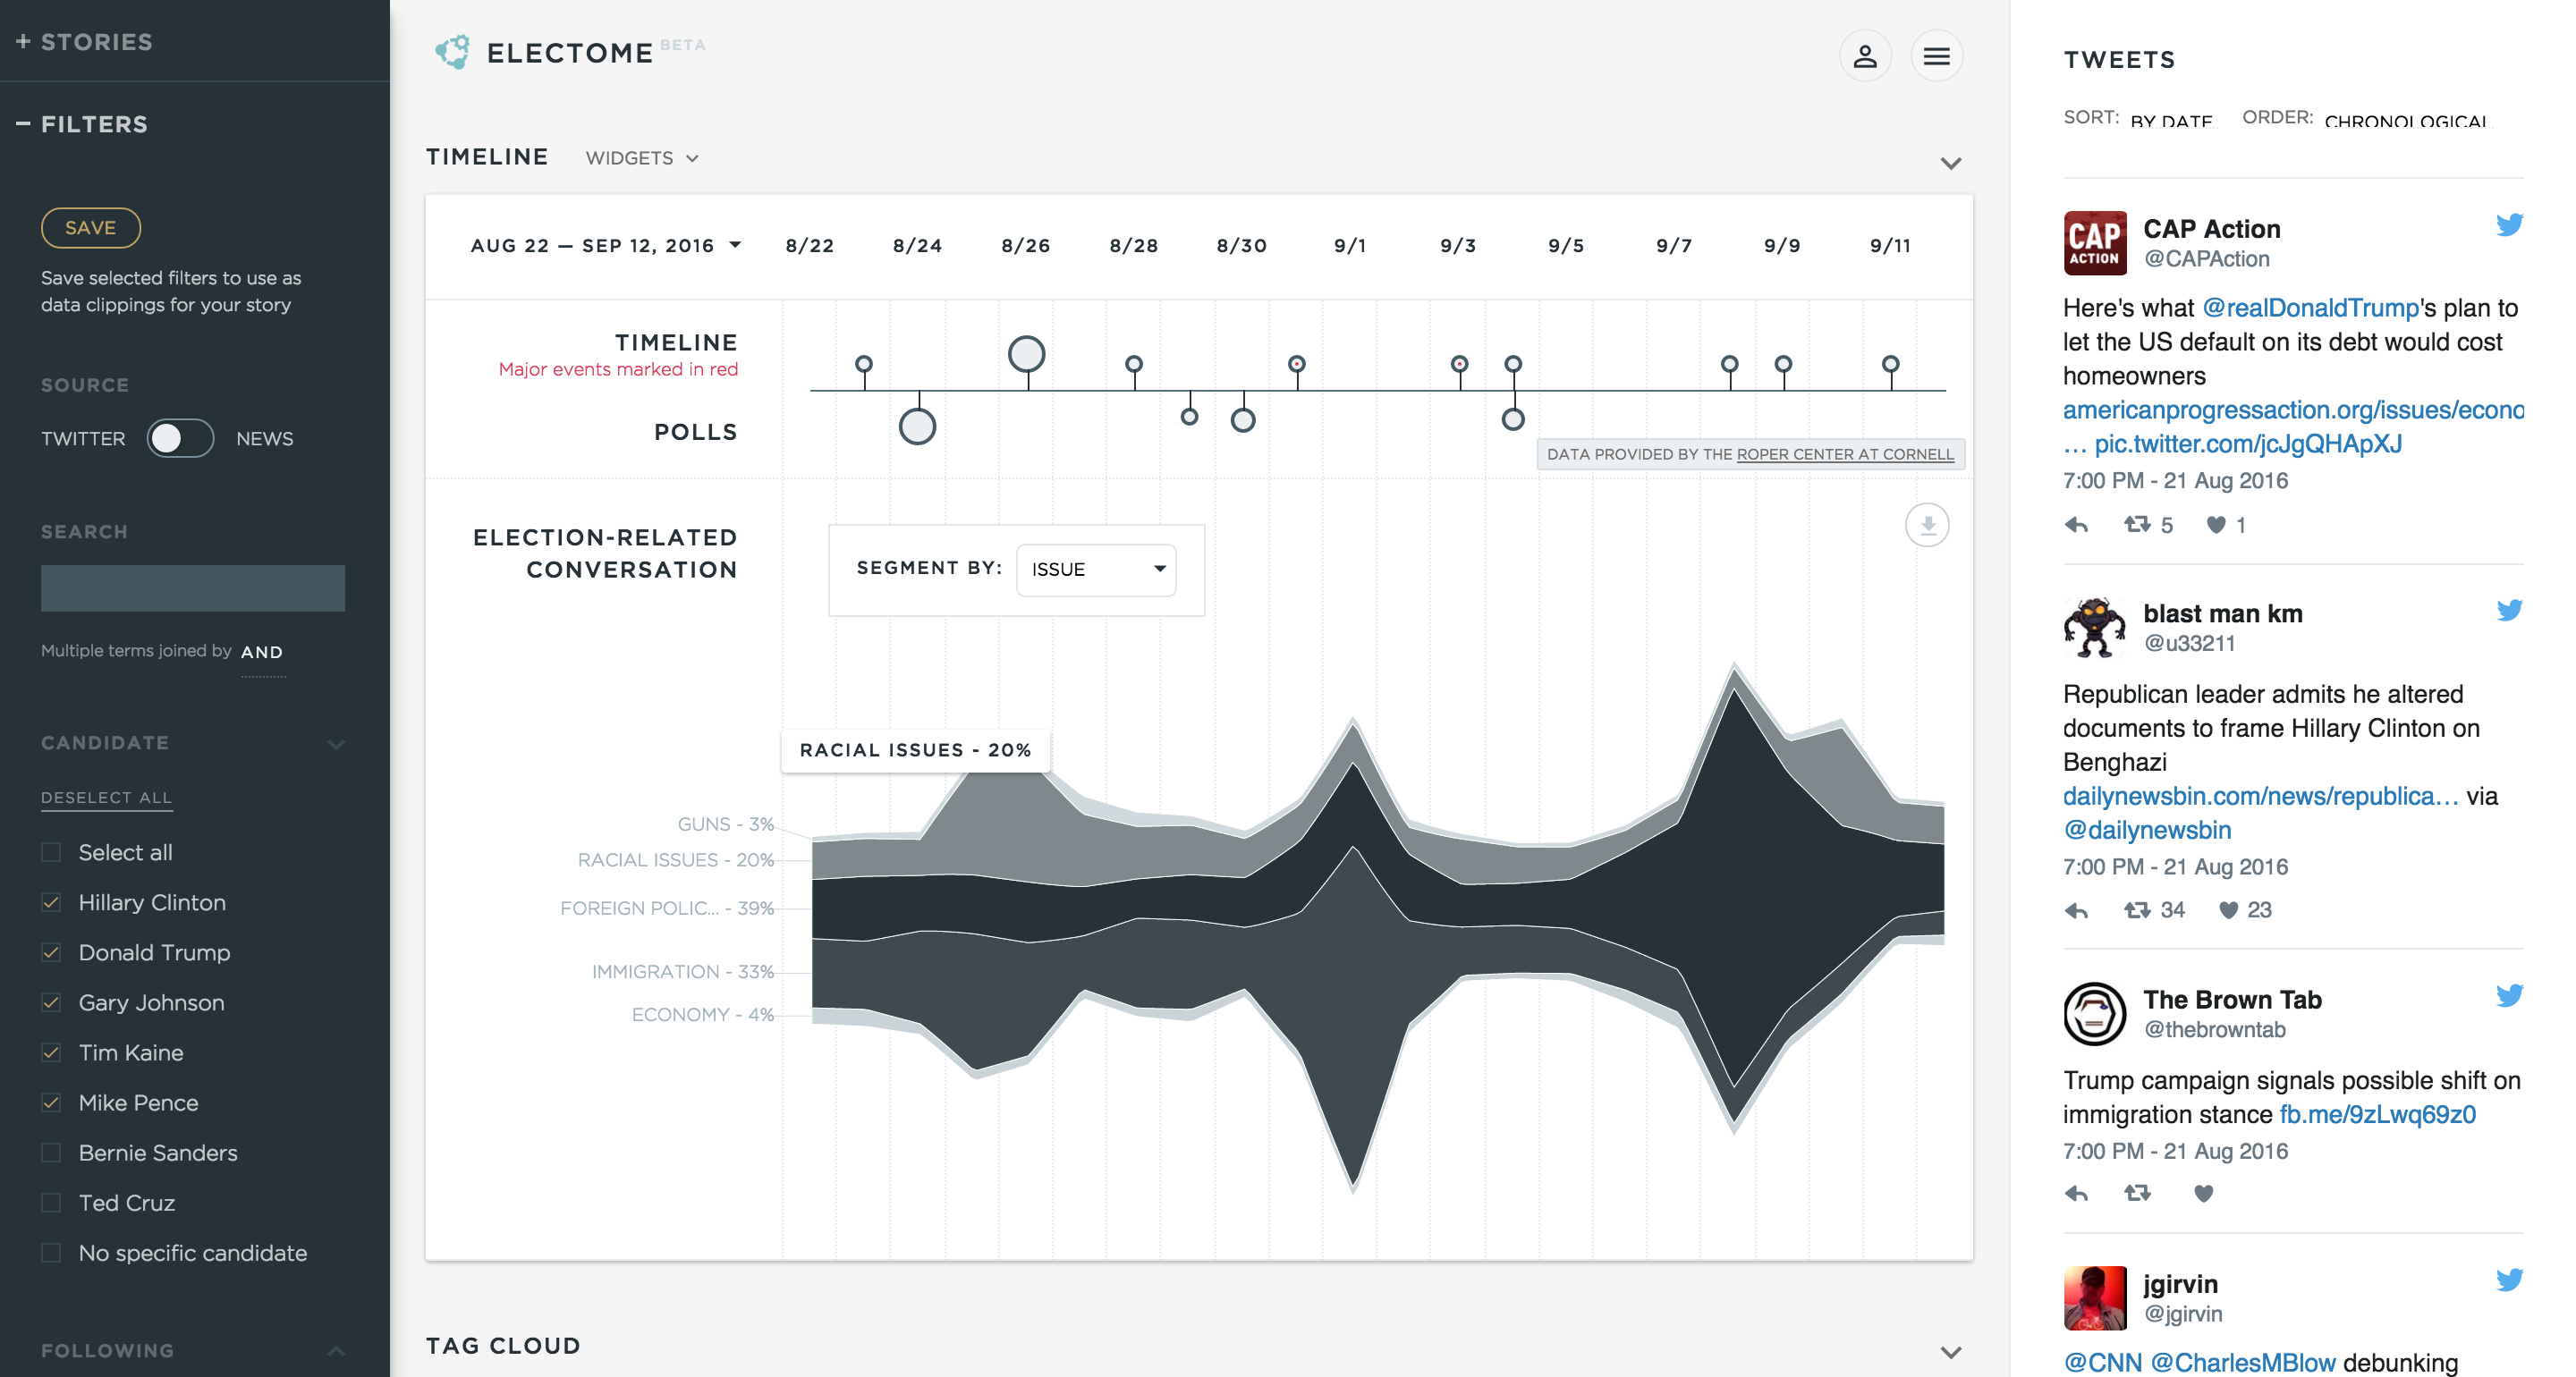 + STORIES
– FILTERS
SAVE
Save selected filters to use as
data clippings for your story
SOURCE
TWITTER NEWS
SEARCH
Multiple terms joined by AND
CANDIDATE
DESELECT ALL
Select all
Hillary Clinton
Donald Trump
Gary Johnson
Tim Kaine
Mike Pence
Bernie Sanders
Ted Cruz
No specific candidate
FOLLOWING
ELECTOME BETA
TIMELINE WIDGETS
AUG 22 — SEP 12, 2016 8/22 8/24 8/26 8/28 8/30 9/1 9/3 9/5 9/7 9/9 9/11
TIMELINE
Major events marked in red
POLLS
DATA PROVIDED BY THE ROPER CENTER AT CORNELL
ELECTION-RELATED
CONVERSATION
SEGMENT BY: ISSUE
RACIAL ISSUES - 20%
GUNS - 3%
RACIAL ISSUES - 20%
FOREIGN POLIC... - 39%
IMMIGRATION - 33%
ECONOMY - 4%
TAG CLOUD
TWEETS
SORT: BY DATE ORDER: CHRONOLOGICAL
CAP ACTION
CAP Action
@CAPAction
Here's what @realDonaldTrump's plan to
let the US default on its debt would cost
homeowners
americanprogressaction.org/issues/econo
… pic.twitter.com/jcJgQHApXJ
7:00 PM - 21 Aug 2016
5 1
blast man km
@u33211
Republican leader admits he altered
documents to frame Hillary Clinton on
Benghazi
dailynewsbin.com/news/republica… via
@dailynewsbin
7:00 PM - 21 Aug 2016
34 23
The Brown Tab
@thebrowntab
Trump campaign signals possible shift on
immigration stance fb.me/9zLwq69z0
7:00 PM - 21 Aug 2016
jgirvin
@jgirvin
@CNN @CharlesMBlow debunking